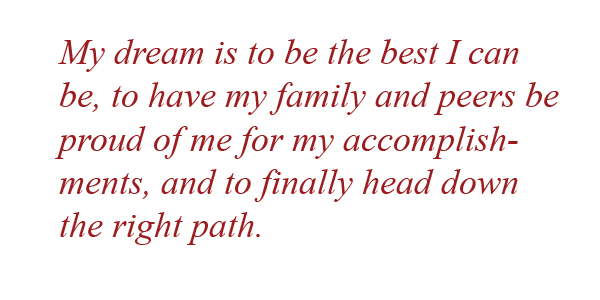 My dream is to be the best I can
be, to have my family and peers be
proud of me for my accomplish-
ments, and to finally head down
the right path.